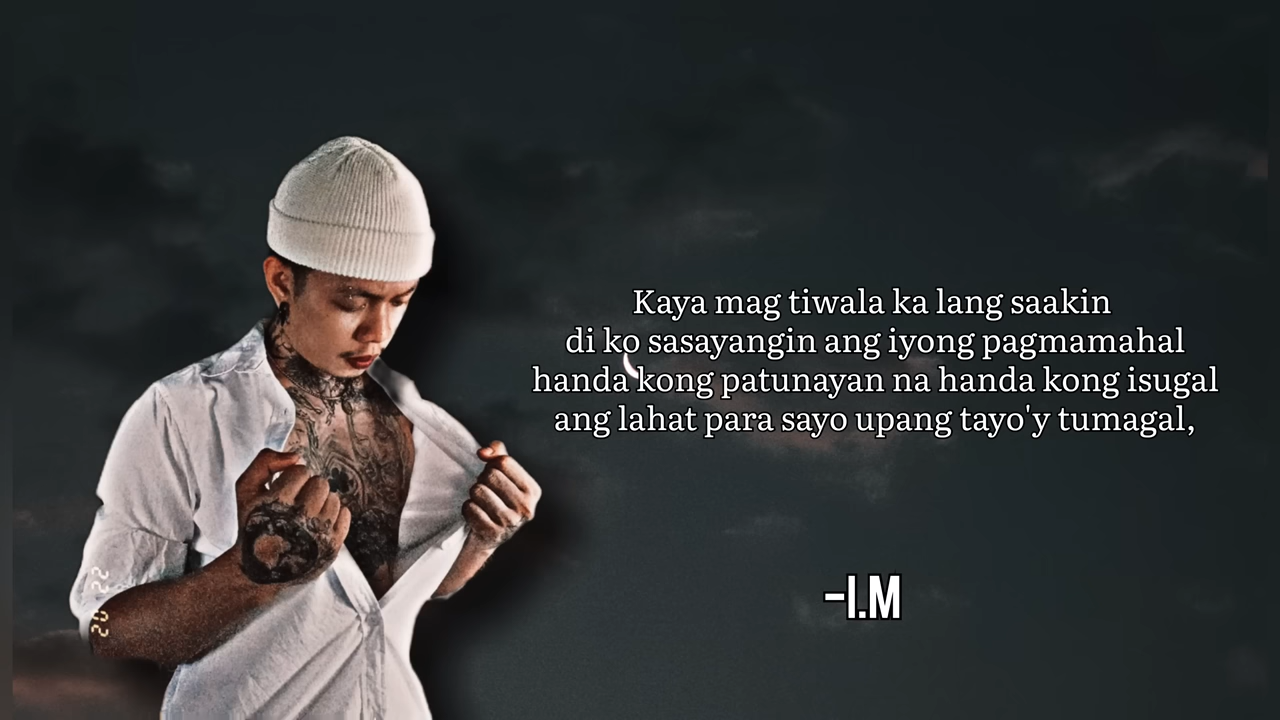 Kaya mag tiwala ka lang saakin
di ko sasayangin ang iyong pagmamahal
handa kong patunayan na handa kong isugal
ang lahat para sayo upang tayo'y tumagal,
-I.M